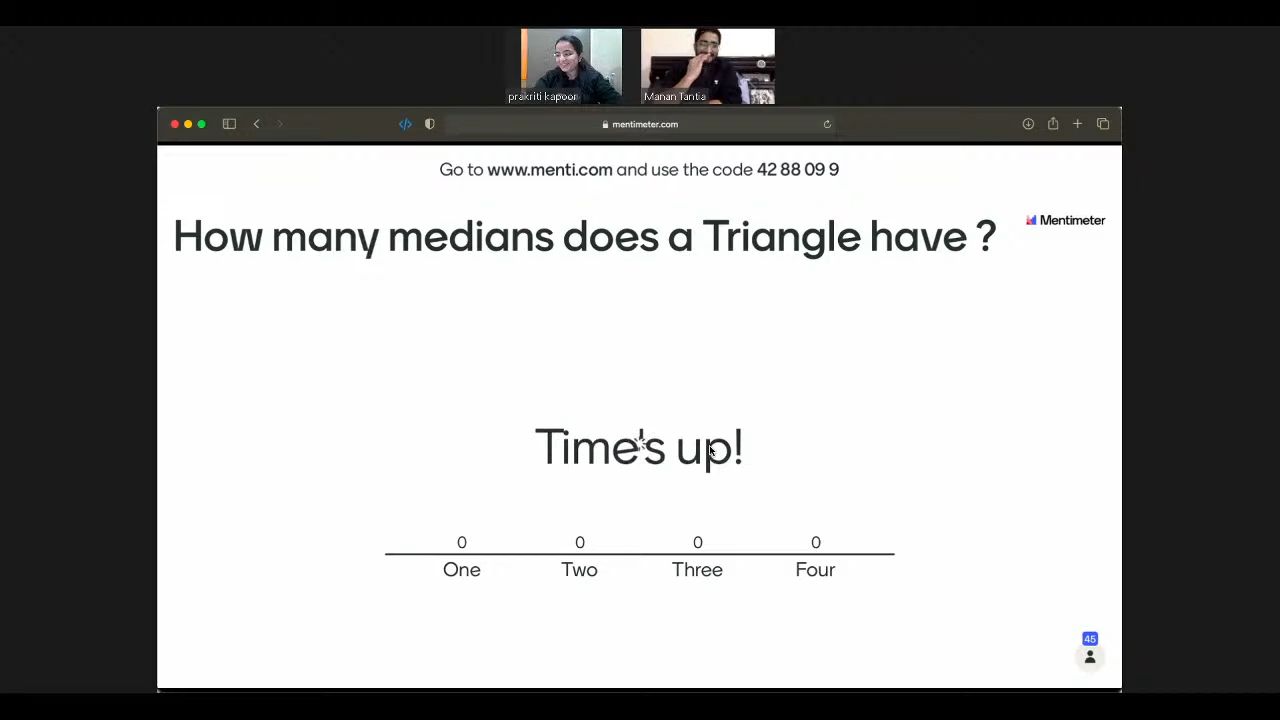 prakriti kapoor
Manan Tantia
mentimeter.com
Go to www.menti.com and use the code 42 88 09 9
How many medians does a Triangle have ?
Mentimeter
Time's up!
0 0 0 0
One Two Three Four
45